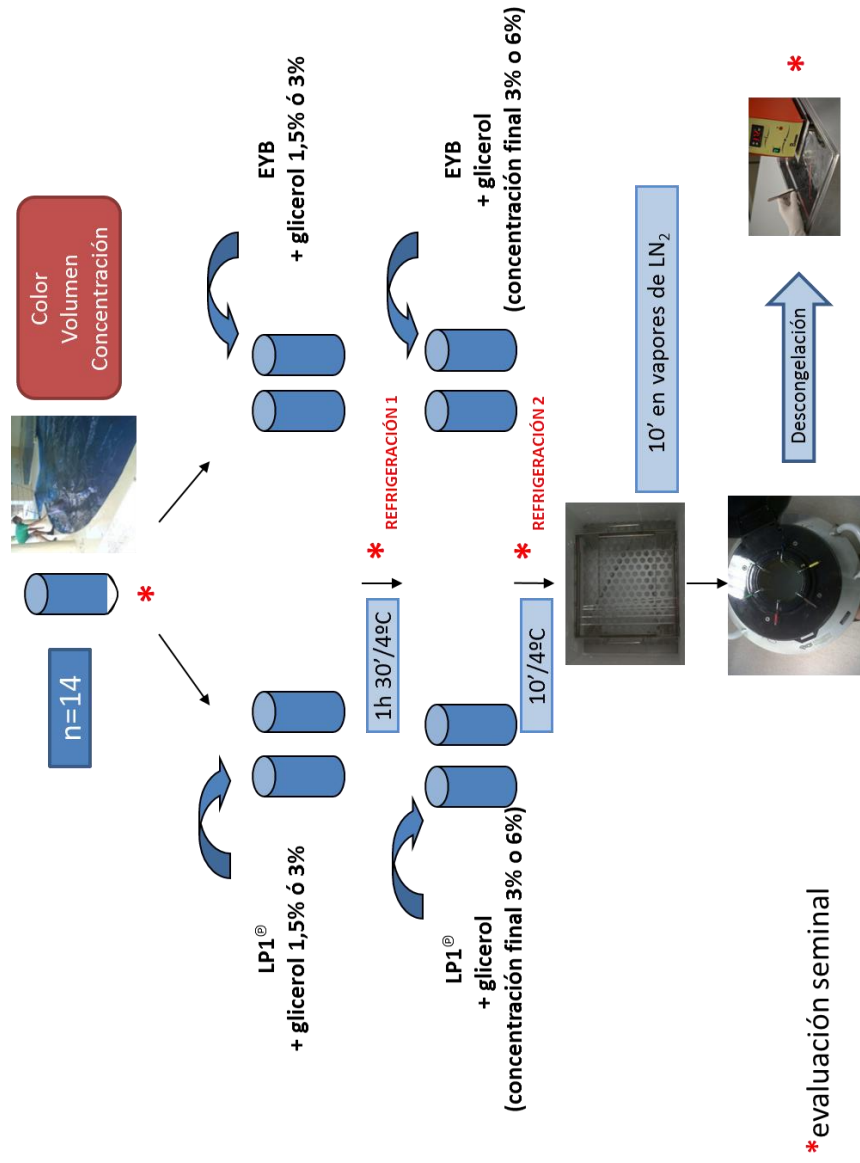 n=14
*
Color
Volumen
Concentración
LP1℗
+ glicerol 1,5% ó 3%
EYB
+ glicerol 1,5% ó 3%
1h 30’/4ºC
* REFRIGERACIÓN 1
LP1℗
+ glicerol
(concentración final 3% o 6%)
EYB
+ glicerol
(concentración final 3% o 6%)
10’/4ºC
* REFRIGERACIÓN 2
10’ en vapores de LN₂
Descongelación
*
*evaluación seminal